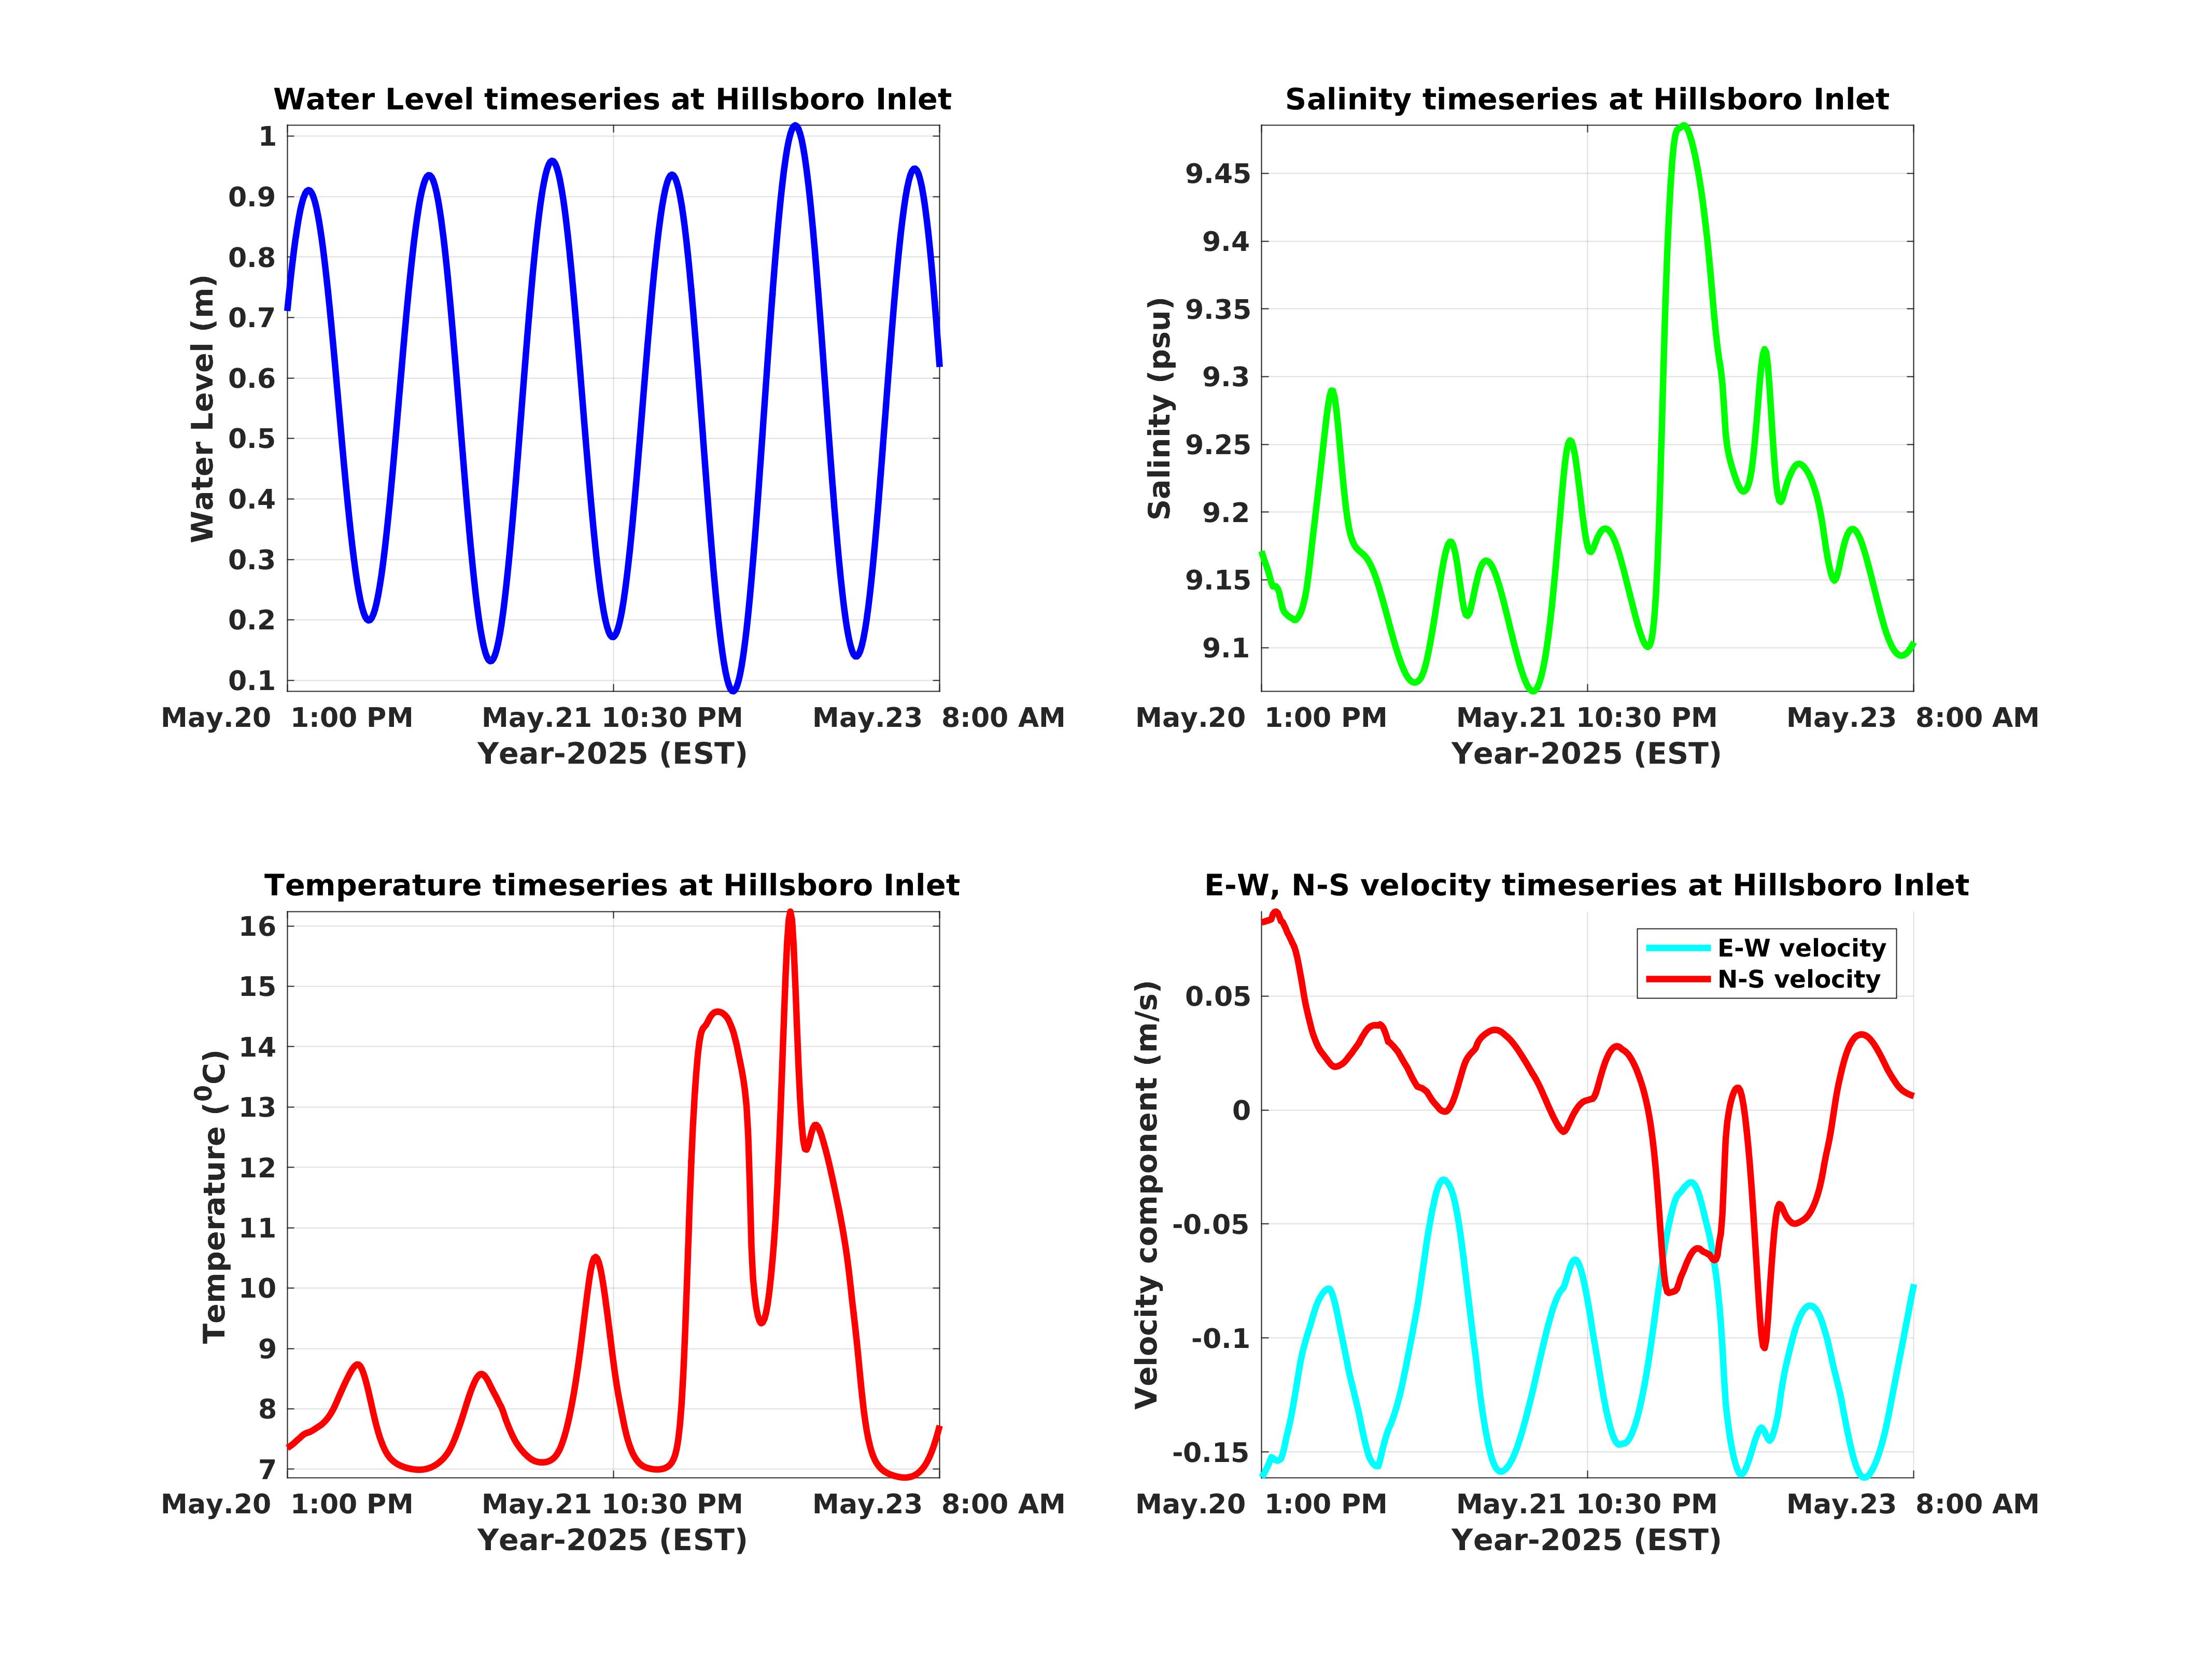 Water Level timeseries at Hillsboro Inlet
Water Level (m)
1
0.9
0.8
0.7
0.6
0.5
0.4
0.3
0.2
0.1
May.20  1:00 PM
May.21 10:30 PM
May.23  8:00 AM
Year-2025 (EST)
Salinity timeseries at Hillsboro Inlet
Salinity (psu)
9.45
9.4
9.35
9.3
9.25
9.2
9.15
9.1
May.20  1:00 PM
May.21 10:30 PM
May.23  8:00 AM
Year-2025 (EST)
Temperature timeseries at Hillsboro Inlet
Temperature (⁰C)
16
15
14
13
12
11
10
9
8
7
May.20  1:00 PM
May.21 10:30 PM
May.23  8:00 AM
Year-2025 (EST)
E-W, N-S velocity timeseries at Hillsboro Inlet
Velocity component (m/s)
E-W velocity
N-S velocity
0.05
0
-0.05
-0.1
-0.15
May.20  1:00 PM
May.21 10:30 PM
May.23  8:00 AM
Year-2025 (EST)